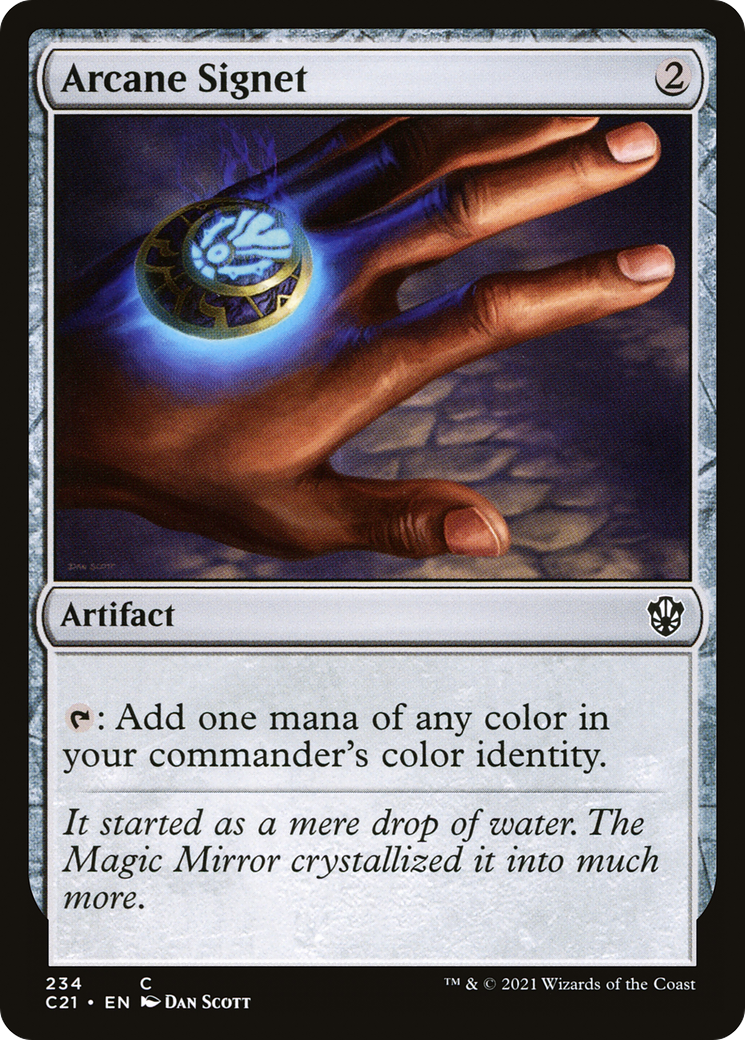 Arcane Signet 2
DAN SCOTT
Artifact
: Add one mana of any color in
your commander's color identity.
It started as a mere drop of water. The
Magic Mirror crystallized it into much
more.
234 C
C21 • EN DAN SCOTT
™ & © 2021 Wizards of the Coast